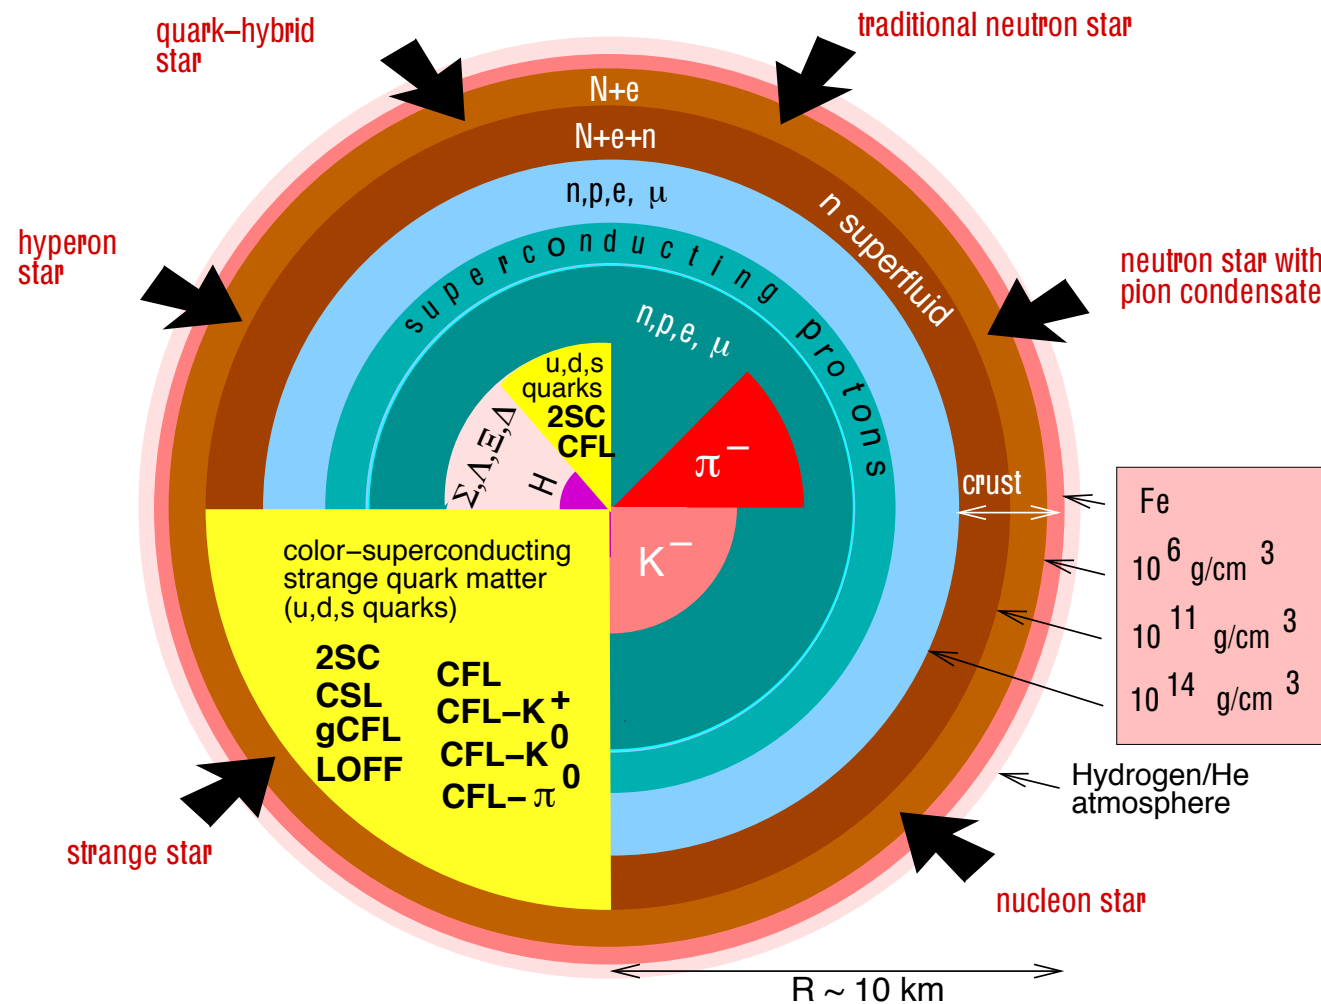 quark–hybrid
star
traditional neutron star
N+e
N+e+n
n,p,e, μ
n superfluid
hyperon
star
neutron star with
pion condensate
superconducting protons
n,p,e, μ
u,d,s
quarks
2SC
CFL
Σ,Λ,Ξ,Δ
H
π⁻
K⁻
crust
Fe
10⁶ g/cm³
10¹¹ g/cm³
10¹⁴ g/cm³
Hydrogen/He
atmosphere
color–superconducting
strange quark matter
(u,d,s quarks)
2SC
CSL
gCFL
LOFF
CFL
CFL–K⁺
CFL–K⁰
CFL–π⁰
strange star
nucleon star
R ~ 10 km